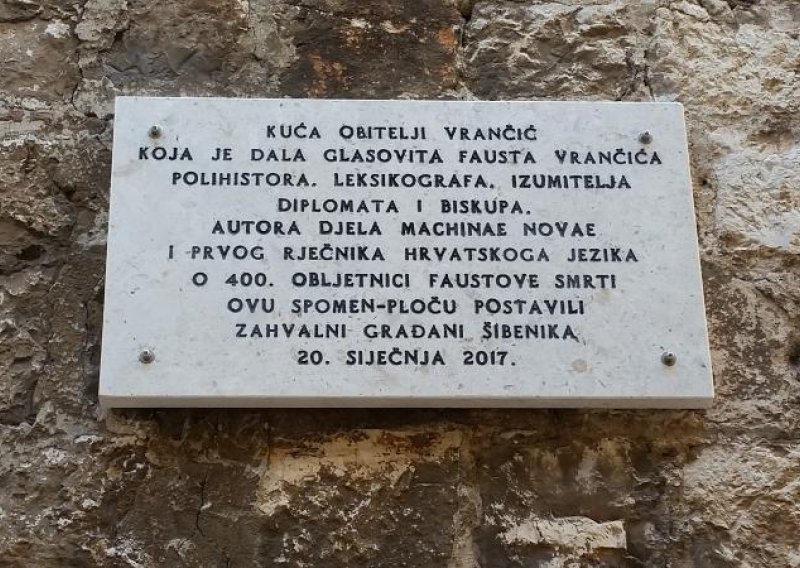 KUĆA OBITELJI VRANČIĆ
KOJA JE DALA GLASOVITA FAUSTA VRANČIĆA
POLIHISTORA, LEKSIKOGRAFA, IZUMITELJA
DIPLOMATA I BISKUPA,
AUTORA DJELA MACHINAE NOVAE
I PRVOG RJEČNIKA HRVATSKOGA JEZIKA
O 400. OBLJETNICI FAUSTOVE SMRTI
OVU SPOMEN-PLOČU POSTAVILI
ZAHVALNI GRAĐANI ŠIBENIKA
20. SIJEČNJA 2017.